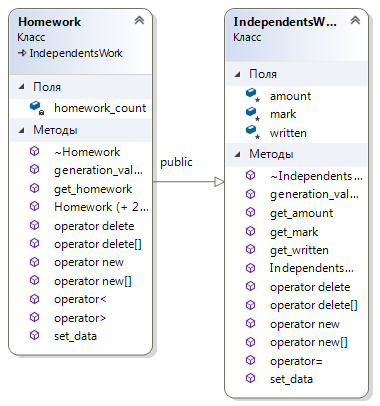 Homework
Класс
IndependentsWork
Поля
homework_count
Методы
~Homework
generation_val...
get_homework
Homework (+ 2...
operator delete
operator delete[]
operator new
operator new[]
operator<
operator>
set_data
public
IndependentsW...
Класс
Поля
amount
mark
written
Методы
~Independents...
generation_val...
get_amount
get_mark
get_written
Independents...
operator delete
operator delete[]
operator new
operator new[]
operator=
set_data